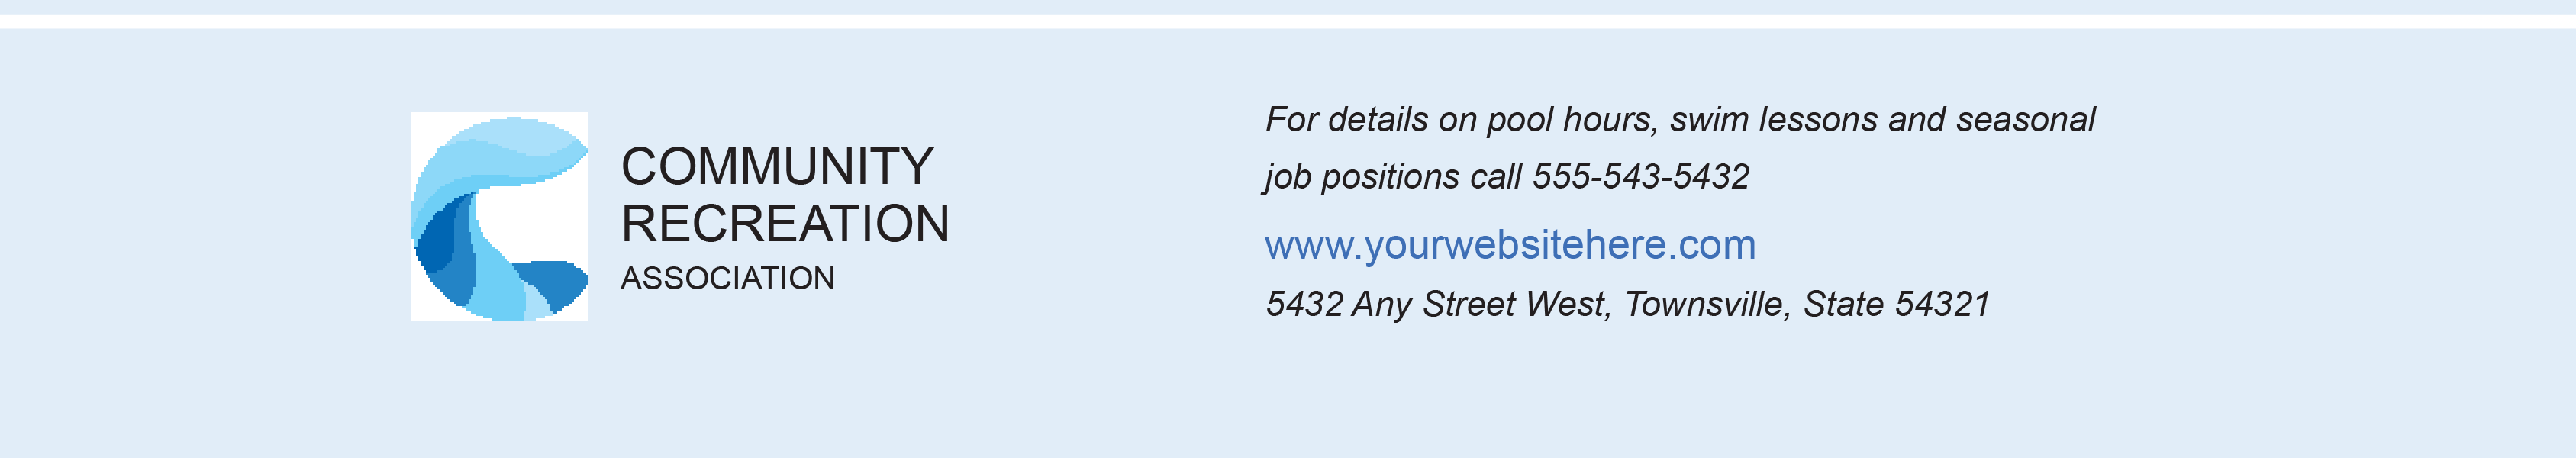 COMMUNITY
RECREATION
ASSOCIATION
For details on pool hours, swim lessons and seasonal
job positions call 555-543-5432
www.yourwebsitehere.com
5432 Any Street West, Townsville, State 54321